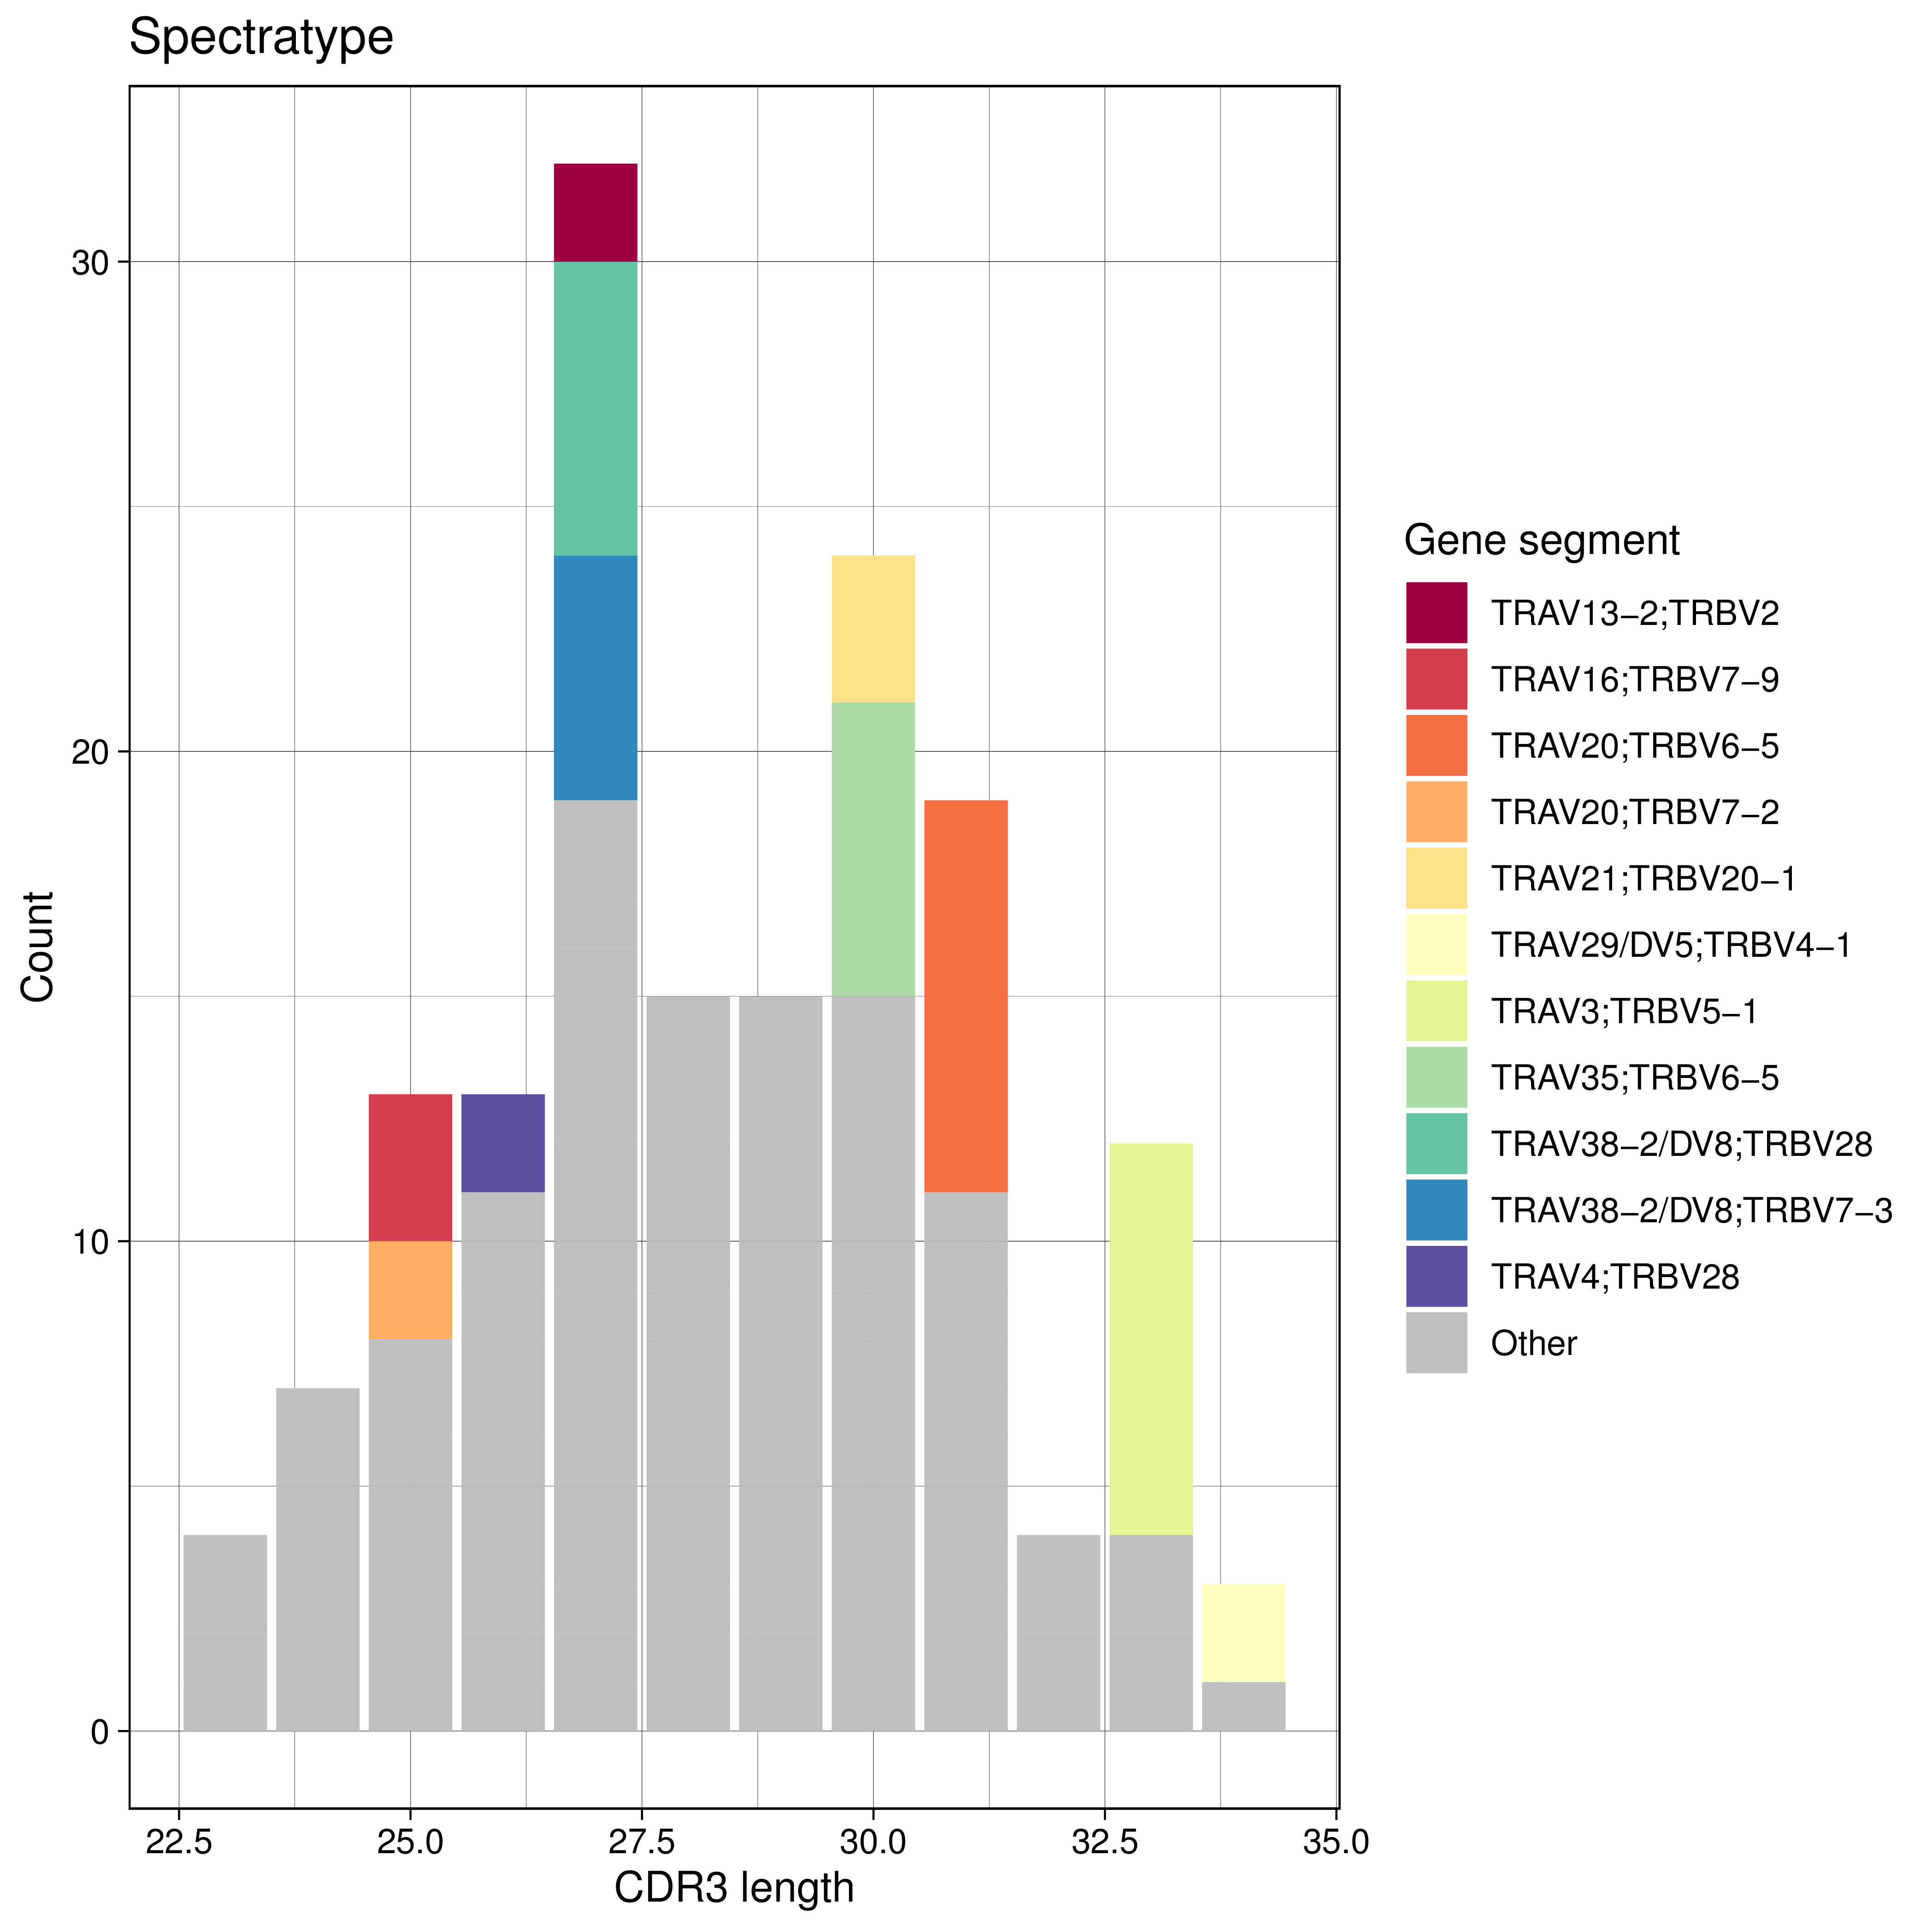 Spectratype
Count
30
20
10
0
22.5 25.0 27.5 30.0 32.5 35.0
CDR3 length
Gene segment
TRAV13−2;TRBV2
TRAV16;TRBV7−9
TRAV20;TRBV6−5
TRAV20;TRBV7−2
TRAV21;TRBV20−1
TRAV29/DV5;TRBV4−1
TRAV3;TRBV5−1
TRAV35;TRBV6−5
TRAV38−2/DV8;TRBV28
TRAV38−2/DV8;TRBV7−3
TRAV4;TRBV28
Other